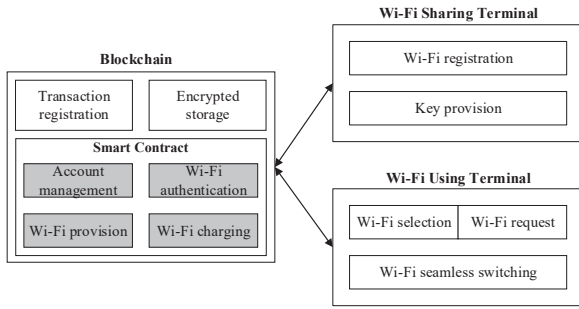 Blockchain
Transaction
registration
Encrypted
storage
Smart Contract
Account
management
Wi-Fi
authentication
Wi-Fi provision
Wi-Fi charging
Wi-Fi Sharing Terminal
Wi-Fi registration
Key provision
Wi-Fi Using Terminal
Wi-Fi selection
Wi-Fi request
Wi-Fi seamless switching